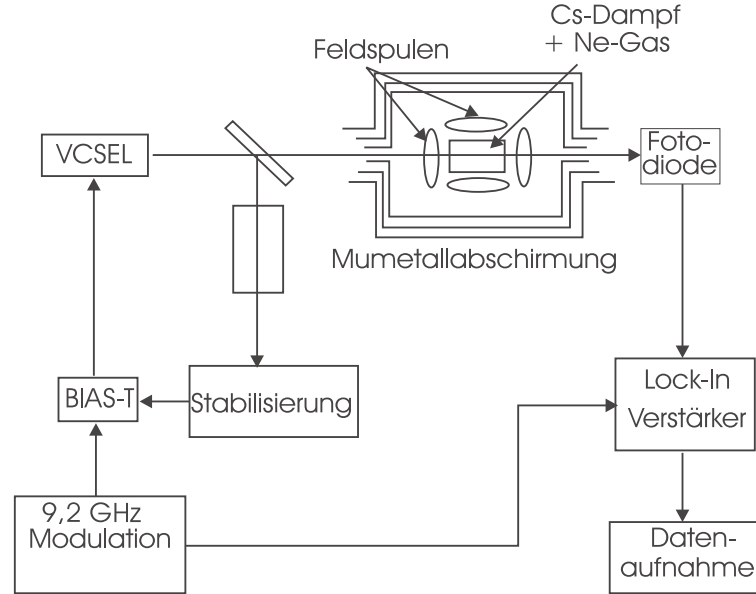 Cs-Dampf
+ Ne-Gas
Feldspulen
VCSEL
Foto-
diode
Mumetallabschirmung
BIAS-T
Stabilisierung
Lock-In
Verstärker
9,2 GHz
Modulation
Daten-
aufnahme